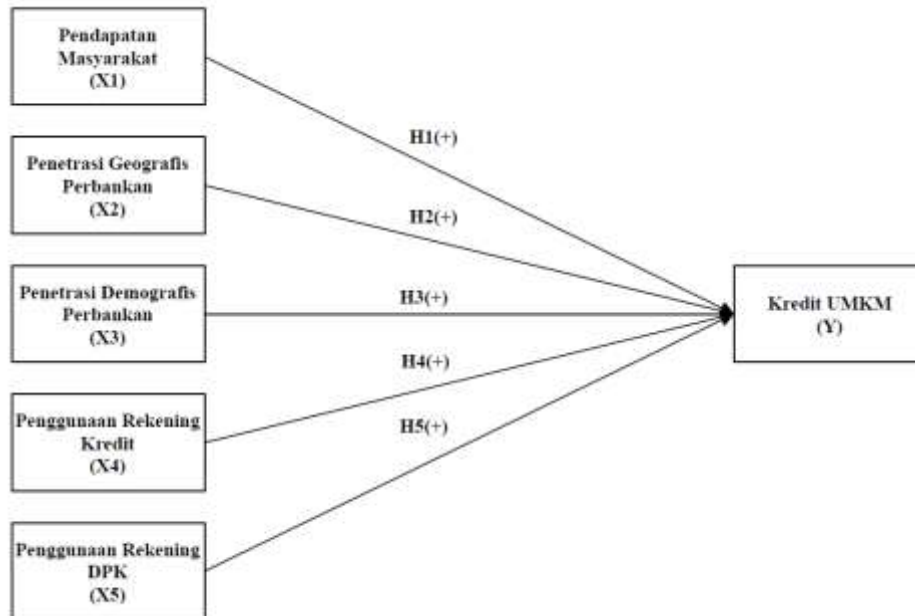 Pendapatan
Masyarakat
(X1)
Penetrasi Geografis
Perbankan
(X2)
Penetrasi Demografis
Perbankan
(X3)
Penggunaan Rekening
Kredit
(X4)
Penggunaan Rekening
DPK
(X5)
H1(+)
H2(+)
H3(+)
H4(+)
H5(+)
Kredit UMKM
(Y)